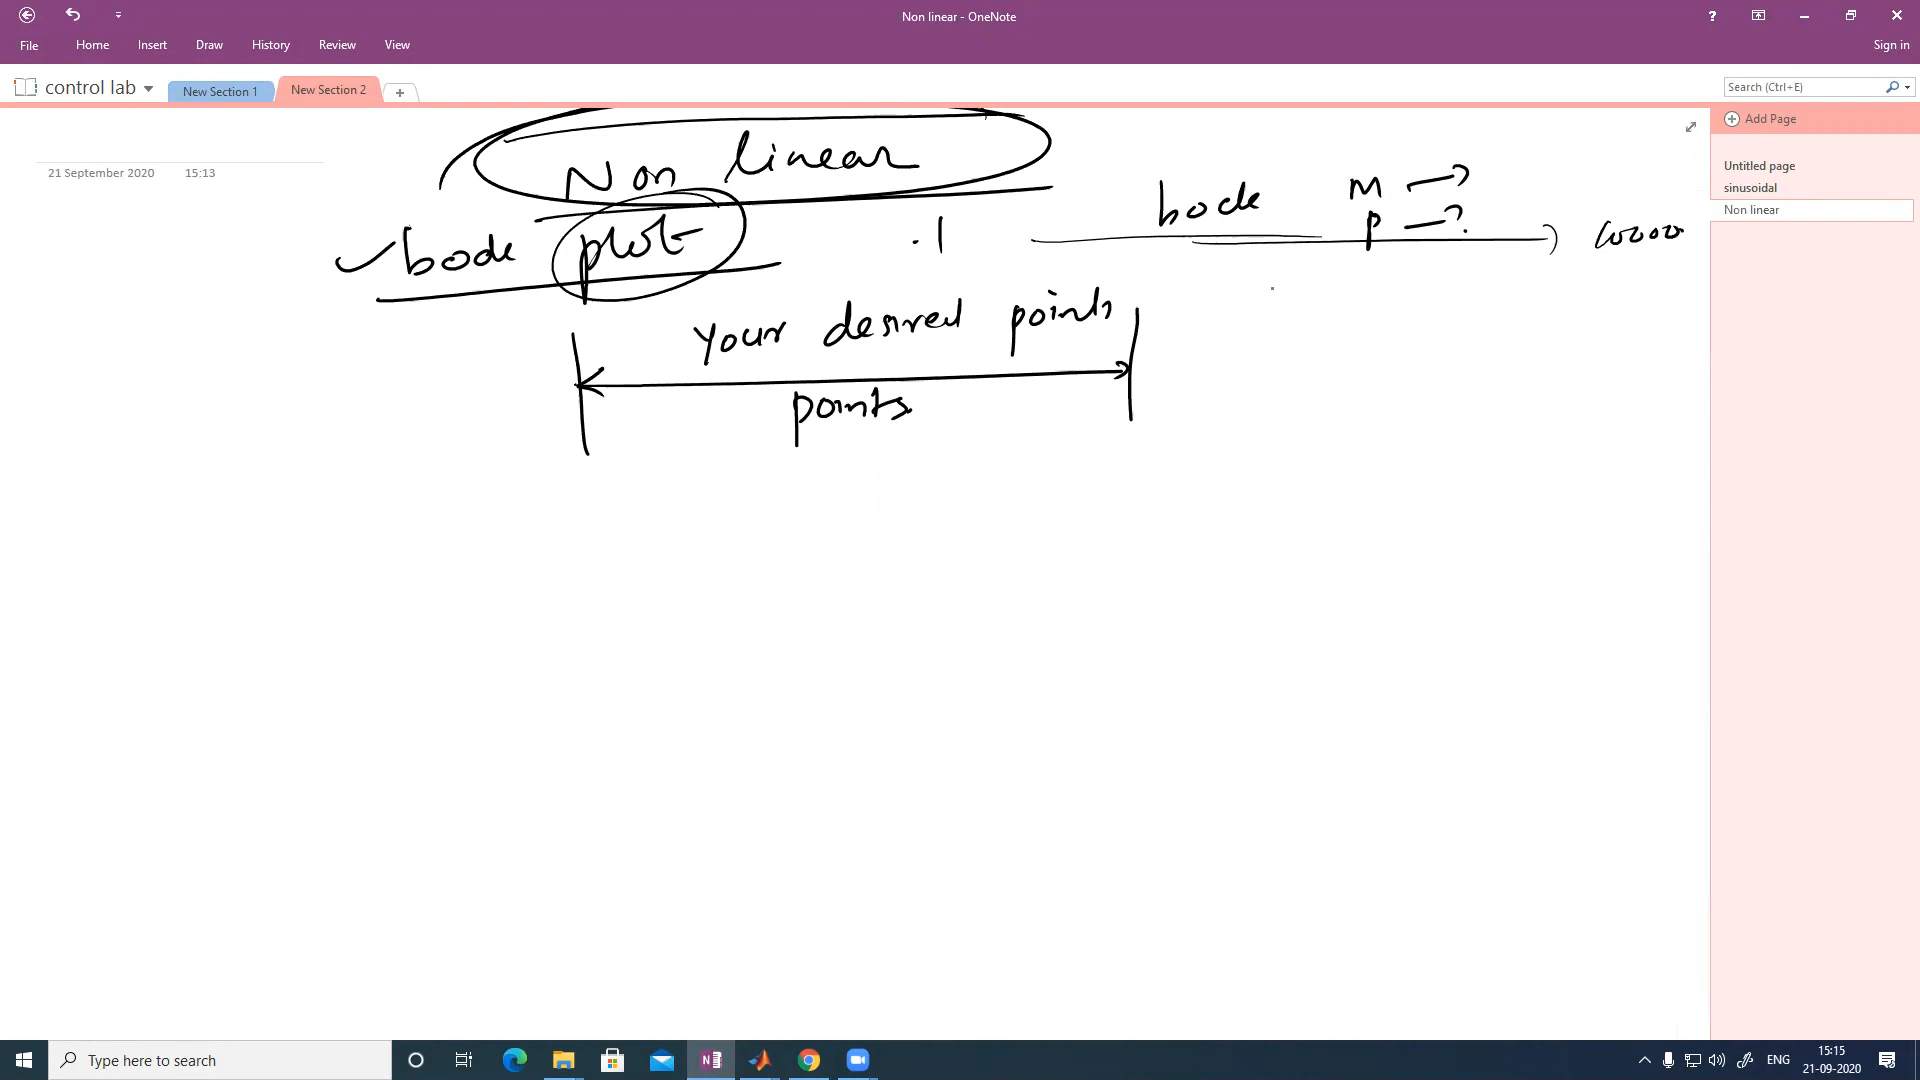 Non linear - OneNote
?
File Home Insert Draw History Review View
Sign in
control lab
New Section 1
New Section 2
Search (Ctrl+E)
Add Page
Untitled page
sinusoidal
Non linear
21 September 2020 15:13
Non linear
bode plot
.1
bode
M → ?
P → ?
your desired points
points
Type here to search
ENG
15:15
21-09-2020